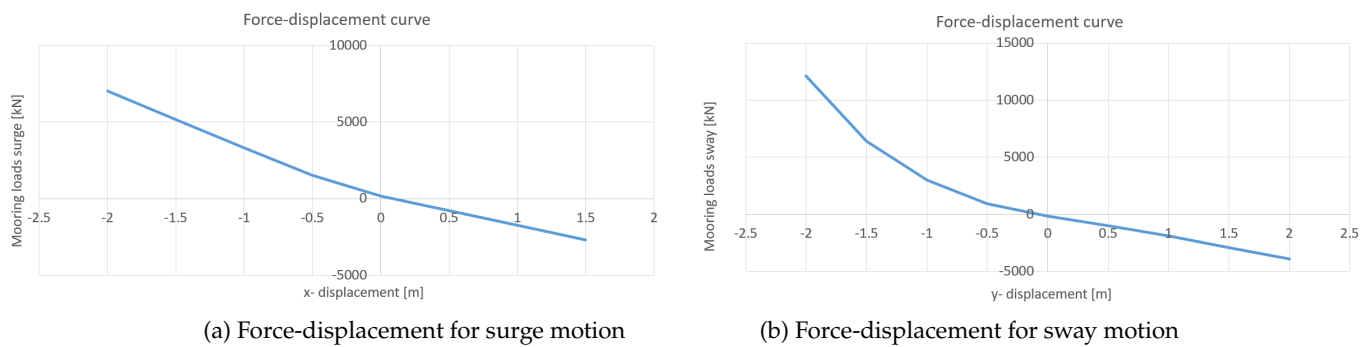 Force-displacement curve
10000
5000
0
-5000
-2.5 -2 -1.5 -1 -0.5 0 0.5 1 1.5 2
Mooring loads surge [kN]
x- displacement [m]
(a) Force-displacement for surge motion
Force-displacement curve
15000
10000
5000
0
-5000
-2.5 -2 -1.5 -1 -0.5 0 0.5 1 1.5 2 2.5
Mooring loads sway [kN]
y- displacement [m]
(b) Force-displacement for sway motion